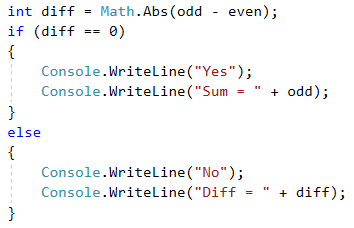 int diff = Math.Abs(odd - even);
if (diff == 0)
{
    Console.WriteLine("Yes");
    Console.WriteLine("Sum = " + odd);
}
else
{
    Console.WriteLine("No");
    Console.WriteLine("Diff = " + diff);
}